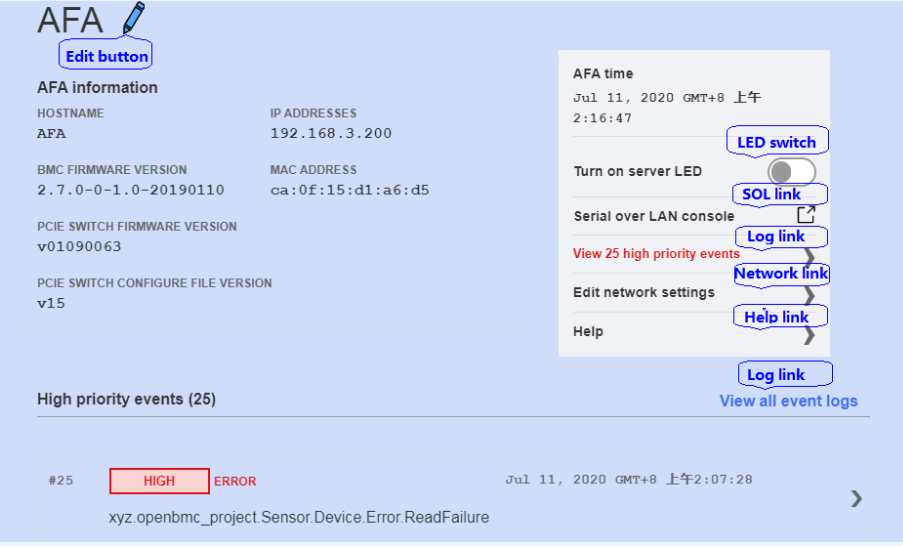 AFA
Edit button
AFA information
HOSTNAME
AFA
IP ADDRESSES
192.168.3.200
BMC FIRMWARE VERSION
2.7.0-0-1.0-20190110
MAC ADDRESS
ca:0f:15:d1:a6:d5
PCIE SWITCH FIRMWARE VERSION
v01090063
PCIE SWITCH CONFIGURE FILE VERSION
v15
AFA time
Jul 11, 2020 GMT+8 上午
2:16:47
LED switch
Turn on server LED
SOL link
Serial over LAN console
Log link
View 25 high priority events
Network link
Edit network settings
Help link
Help
Log link
High priority events (25)
View all event logs
#25
HIGH
ERROR
Jul 11, 2020 GMT+8 上午2:07:28
xyz.openbmc_project.Sensor.Device.Error.ReadFailure